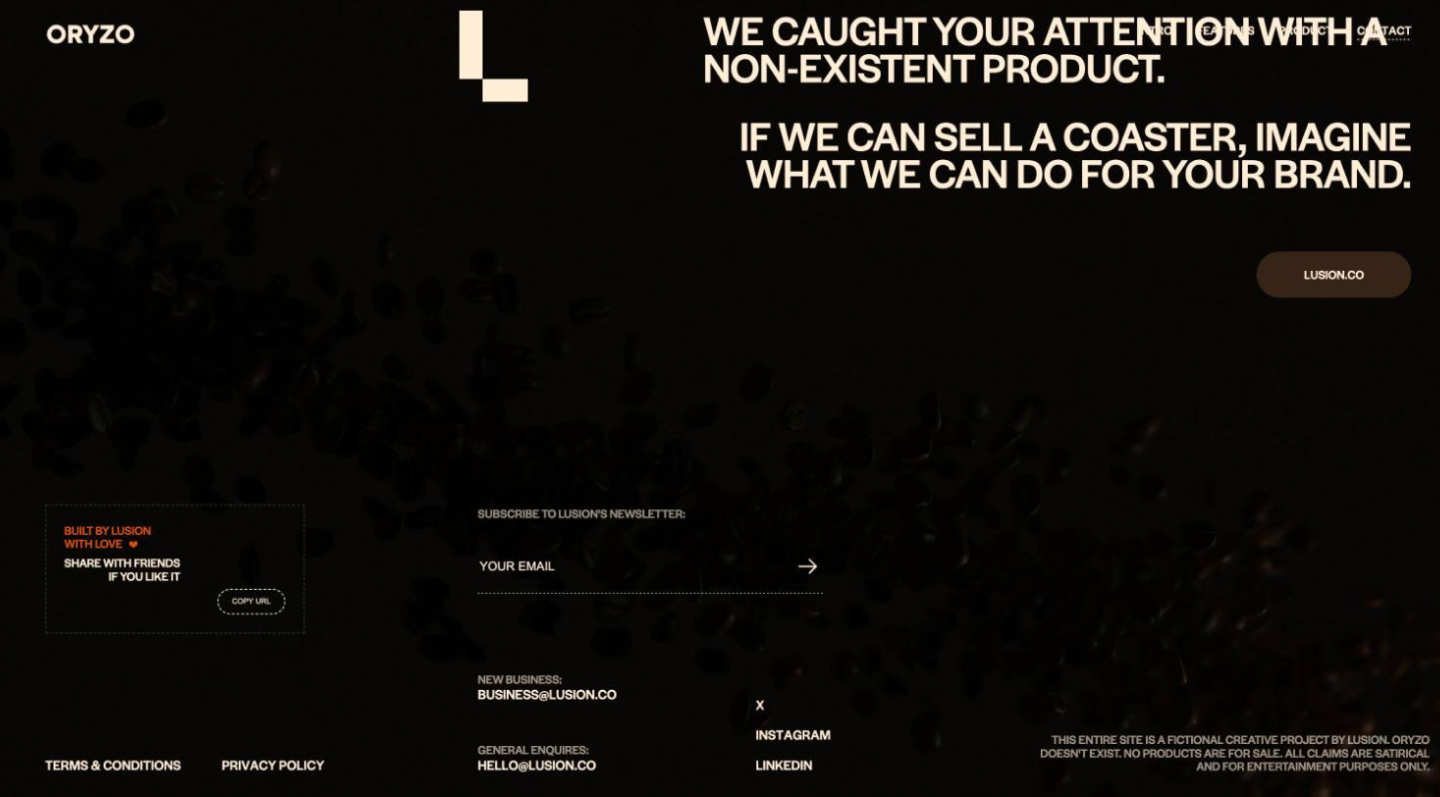 ORYZO
WE CAUGHT YOUR ATTENTION WITH A
NON-EXISTENT PRODUCT.
FEATURES
PRODUCT
CONTACT
IF WE CAN SELL A COASTER, IMAGINE
WHAT WE CAN DO FOR YOUR BRAND.
LUSION.CO
BUILT BY LUSION
WITH LOVE ♥
SHARE WITH FRIENDS
IF YOU LIKE IT
COPY URL
SUBSCRIBE TO LUSION'S NEWSLETTER:
YOUR EMAIL →
NEW BUSINESS:
BUSINESS@LUSION.CO
GENERAL ENQUIRES:
HELLO@LUSION.CO
X
INSTAGRAM
LINKEDIN
TERMS & CONDITIONS
PRIVACY POLICY
THIS ENTIRE SITE IS A FICTIONAL CREATIVE PROJECT BY LUSION. ORYZO
DOESN'T EXIST. NO PRODUCTS ARE FOR SALE. ALL CLAIMS ARE SATIRICAL
AND FOR ENTERTAINMENT PURPOSES ONLY.